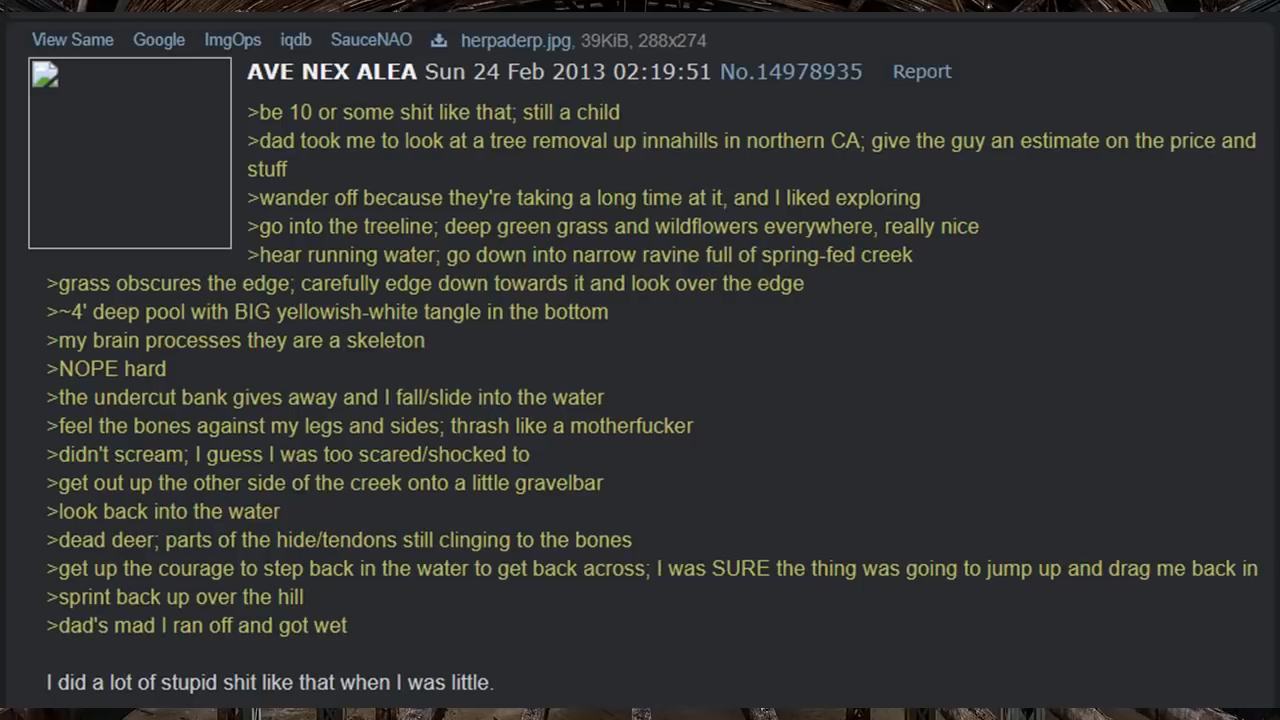 View Same Google ImgOps iqdb SauceNAO herpaderp.jpg, 39KiB, 288x274
AVE NEX ALEA Sun 24 Feb 2013 02:19:51 No.14978935 Report
>be 10 or some shit like that; still a child
>dad took me to look at a tree removal up innahills in northern CA; give the guy an estimate on the price and
stuff
>wander off because they're taking a long time at it, and I liked exploring
>go into the treeline; deep green grass and wildflowers everywhere, really nice
>hear running water; go down into narrow ravine full of spring-fed creek
>grass obscures the edge; carefully edge down towards it and look over the edge
>~4' deep pool with BIG yellowish-white tangle in the bottom
>my brain processes they are a skeleton
>NOPE hard
>the undercut bank gives away and I fall/slide into the water
>feel the bones against my legs and sides; thrash like a motherfucker
>didn't scream; I guess I was too scared/shocked to
>get out up the other side of the creek onto a little gravelbar
>look back into the water
>dead deer; parts of the hide/tendons still clinging to the bones
>get up the courage to step back in the water to get back across; I was SURE the thing was going to jump up and drag me back in
>sprint back up over the hill
>dad's mad I ran off and got wet
I did a lot of stupid shit like that when I was little.